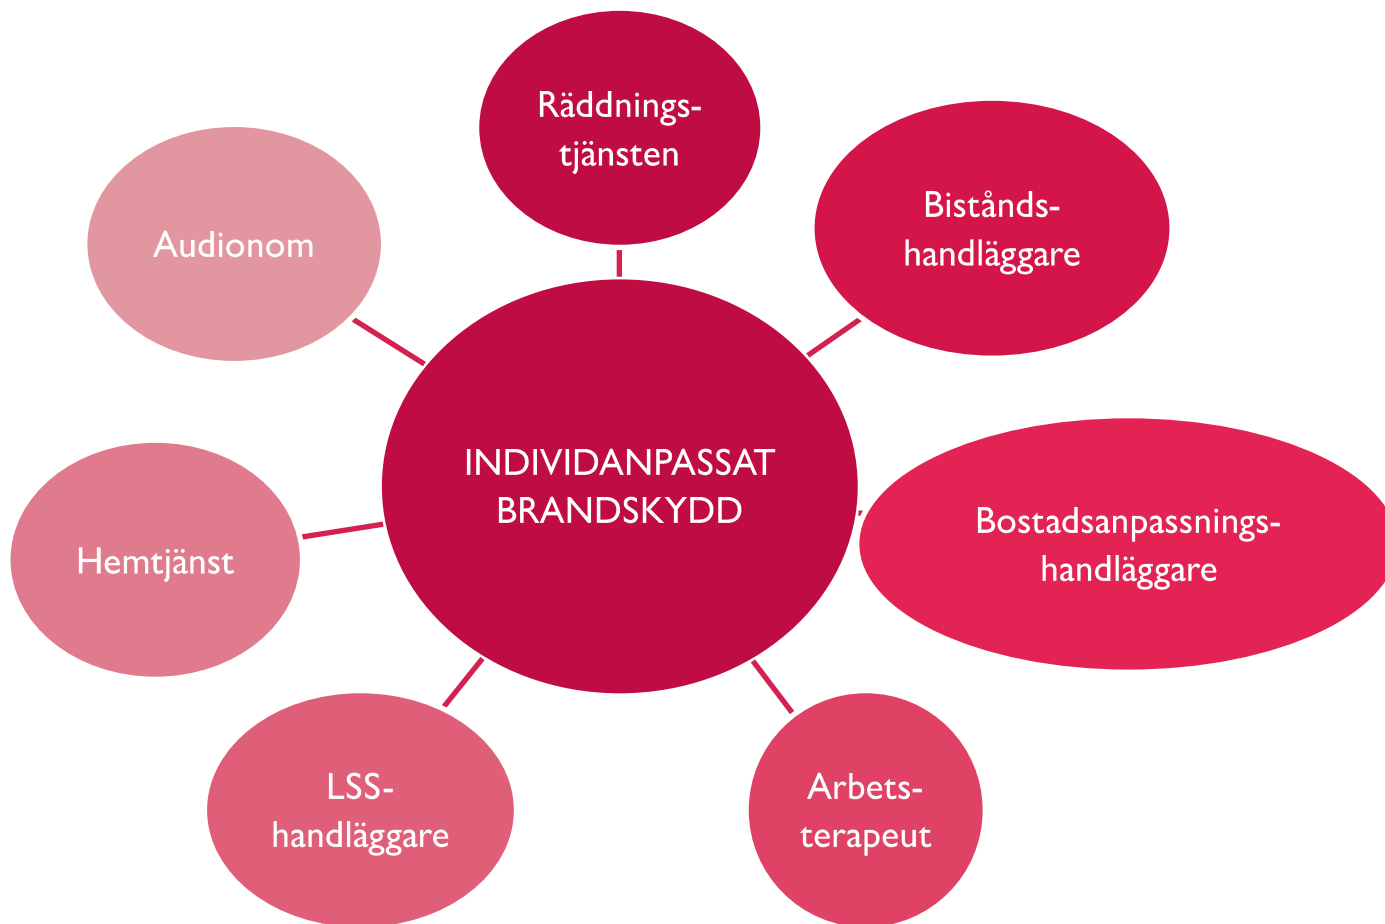 Räddnings-
tjänsten
Bistånds-
handläggare
Audionom
INDIVIDANPASSAT
BRANDSKYDD
Bostadsanpassnings-
handläggare
Hemtjänst
LSS-
handläggare
Arbets-
terapeut